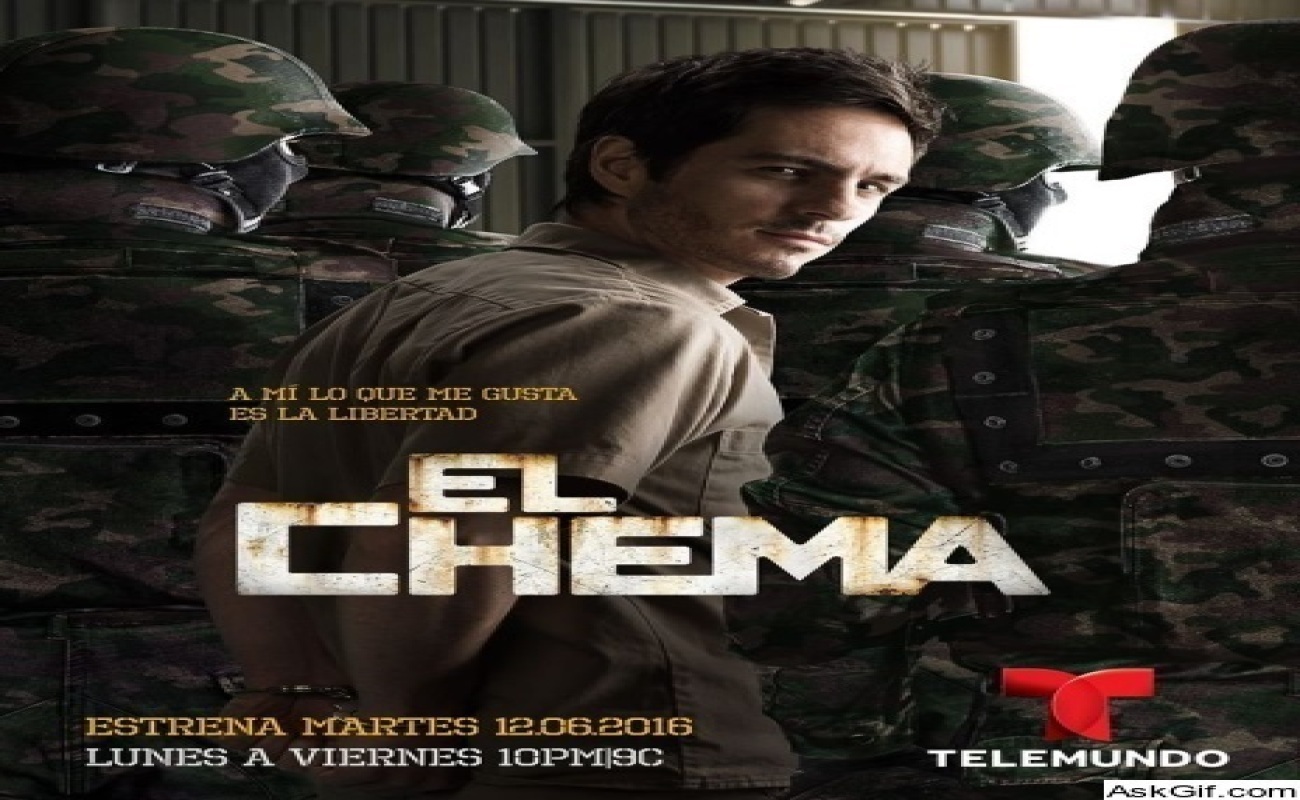 A MÍ LO QUE ME GUSTA
ES LA LIBERTAD
EL
CHEMA
ESTRENA MARTES 12.06.2016
LUNES A VIERNES 10PM|9C
TELEMUNDO
AskGif.com